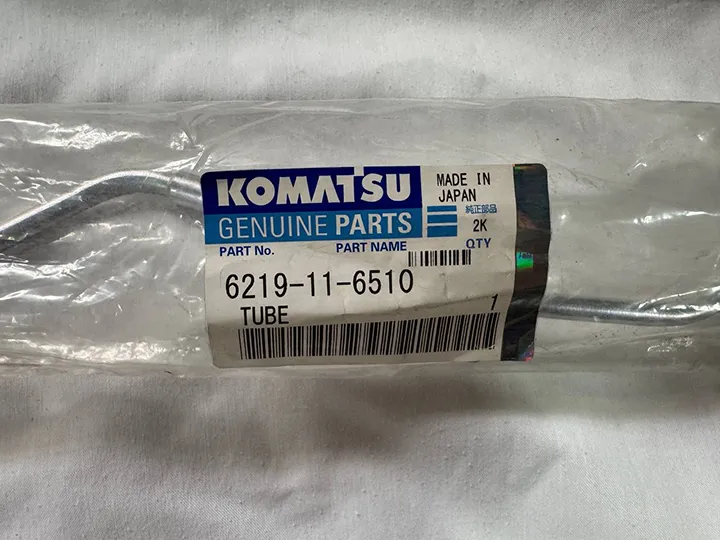 KOMATSU
GENUINE PARTS
MADE IN
JAPAN
純正部品
2K
PART No. PART NAME QTY
6219-11-6510
TUBE 1